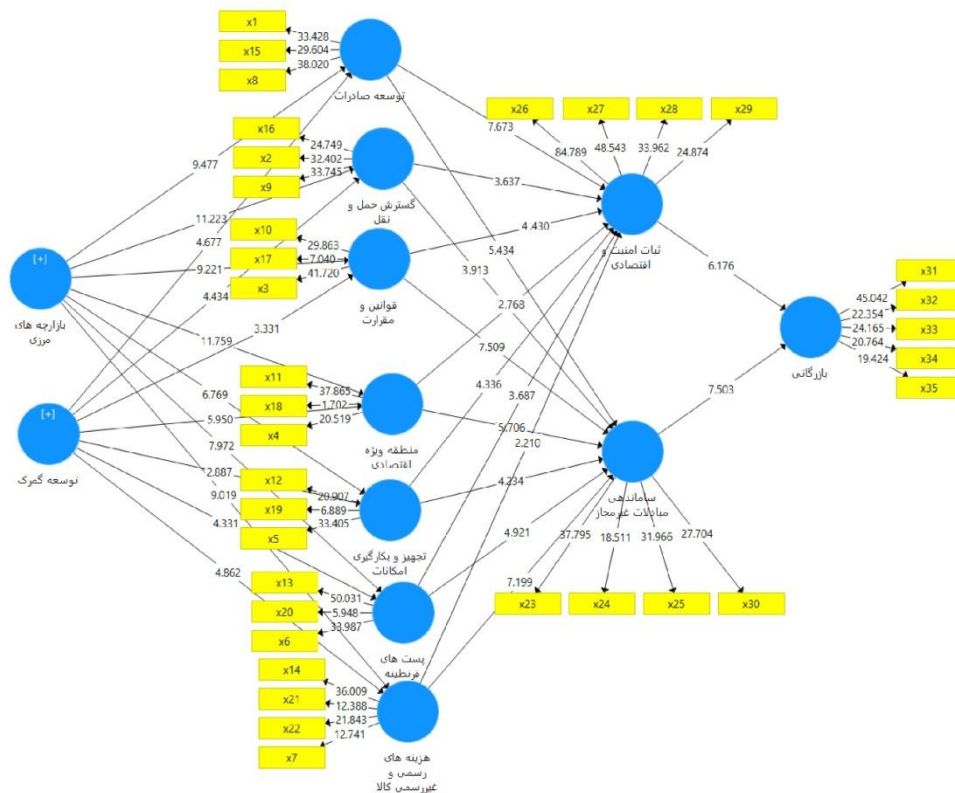 x1
33.428
x15
29.604
x8
38.020
توسعه صادرات
x26
x27
x28
x29
7.673
84.789
48.543
33.962
24.874
x16
24.749
x2
32.402
x9
33.745
گسترش حمل و
نقل
9.477
11.223
3.637
5.434
ثبات امنیت و
اقتصادی
4.677
9.221
4.434
x10
29.863
x17
7.040
x3
41.720
قوانین و
مقرارت
4.430
3.913
6.176
[+]
بازارچه های
مرزی
3.331
11.759
2.768
7.509
x31
45.042
x32
22.354
x33
24.165
x34
20.764
x35
19.424
بازرگانی
x11
37.865
x18
1.702
x4
20.519
منطقه ویژه
اقتصادی
4.336
3.687
5.706
2.210
7.503
[+]
توسعه گمرک
6.769
5.950
7.972
2.887
9.019
4.331
4.862
x12
20.907
x19
6.889
x5
33.405
تجهیز و بکارگیری
امکانات
4.234
ساماندهی
مبادلات غیرمجاز
4.921
37.795
18.511
31.966
27.704
x23
x24
x25
x30
x13
50.031
x20
5.948
x6
33.987
پست های
قرنطینه
7.199
x14
36.009
x21
12.388
x22
21.843
x7
12.741
هزینه های
رسمی و
غیررسمی کالا